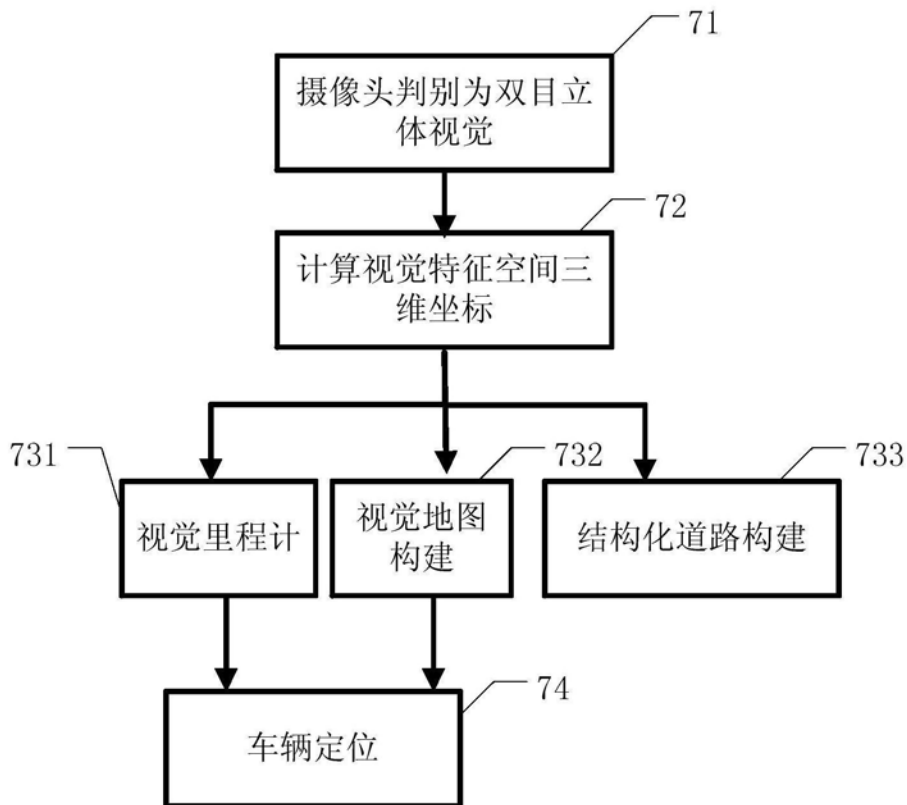 71
摄像头判别为双目立
体视觉
72
计算视觉特征空间三
维坐标
731
视觉里程计
732
视觉地图
构建
733
结构化道路构建
74
车辆定位